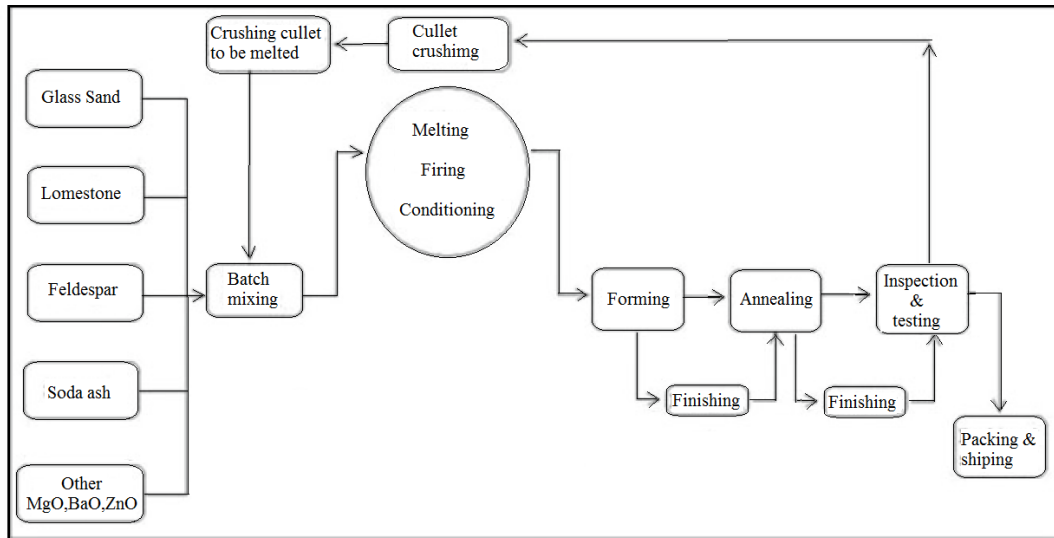 Crushing cullet
to be melted
Cullet
crushimg
Glass Sand
Lomestone
Feldespar
Soda ash
Other
MgO,BaO,ZnO
Batch
mixing
Melting
Firing
Conditioning
Forming
Annealing
Inspection
&
testing
Finishing
Finishing
Packing &
shiping